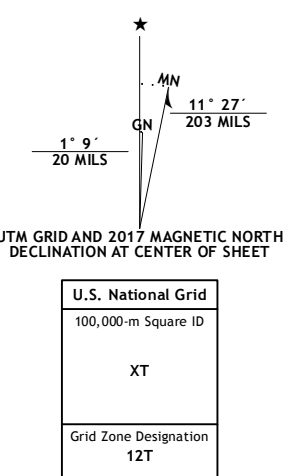 MN
GN
11° 27´
203 MILS
1° 9´
20 MILS
UTM GRID AND 2017 MAGNETIC NORTH
DECLINATION AT CENTER OF SHEET
U.S. National Grid
100,000-m Square ID
XT
Grid Zone Designation
12T